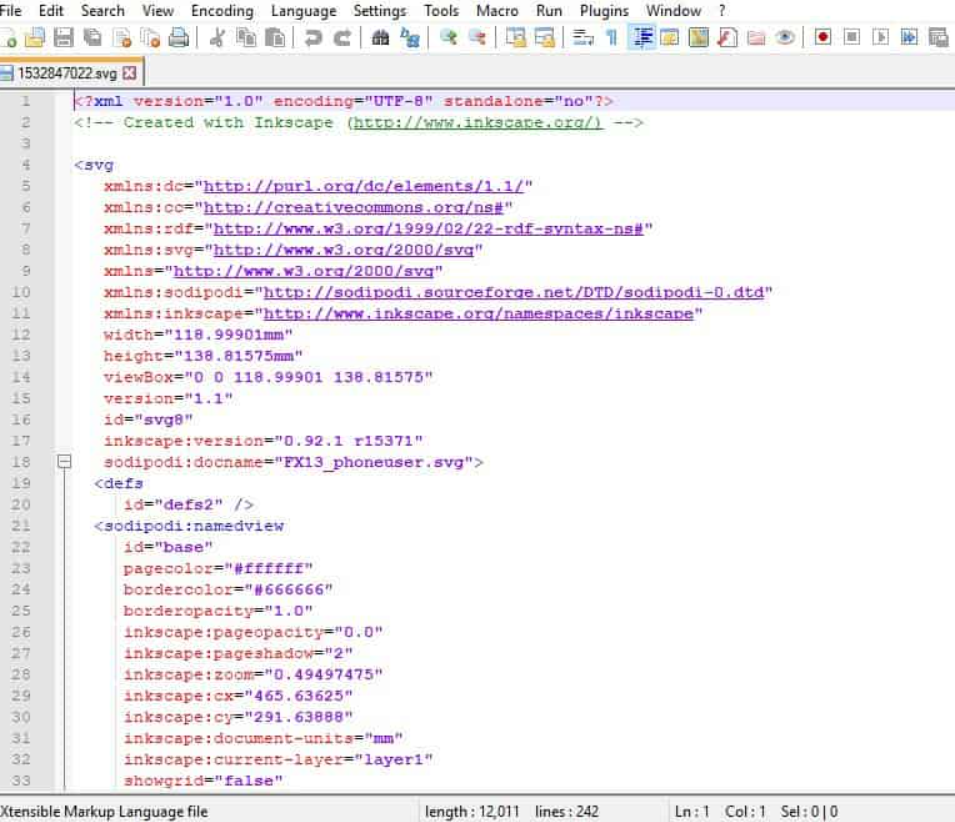 File Edit Search View Encoding Language Settings Tools Macro Run Plugins Window ?
1532847022.svg
1 <?xml version="1.0" encoding="UTF-8" standalone="no"?>
2 <!-- Created with Inkscape (http://www.inkscape.org/) -->
3
4 <svg
5 xmlns:dc="http://purl.org/dc/elements/1.1/"
6 xmlns:cc="http://creativecommons.org/ns#"
7 xmlns:rdf="http://www.w3.org/1999/02/22-rdf-syntax-ns#"
8 xmlns:svg="http://www.w3.org/2000/svg"
9 xmlns="http://www.w3.org/2000/svg"
10 xmlns:sodipodi="http://sodipodi.sourceforge.net/DTD/sodipodi-0.dtd"
11 xmlns:inkscape="http://www.inkscape.org/namespaces/inkscape"
12 width="118.99901mm"
13 height="138.81575mm"
14 viewBox="0 0 118.99901 138.81575"
15 version="1.1"
16 id="svg8"
17 inkscape:version="0.92.1 r15371"
18 sodipodi:docname="FX13_phoneuser.svg">
19 <defs
20 id="defs2" />
21 <sodipodi:namedview
22 id="base"
23 pagecolor="#ffffff"
24 bordercolor="#666666"
25 borderopacity="1.0"
26 inkscape:pageopacity="0.0"
27 inkscape:pageshadow="2"
28 inkscape:zoom="0.49497475"
29 inkscape:cx="465.63625"
30 inkscape:cy="291.63888"
31 inkscape:document-units="mm"
32 inkscape:current-layer="layer1"
33 showgrid="false"
Xtensible Markup Language file length : 12,011 lines : 242 Ln : 1 Col : 1 Sel : 0 | 0